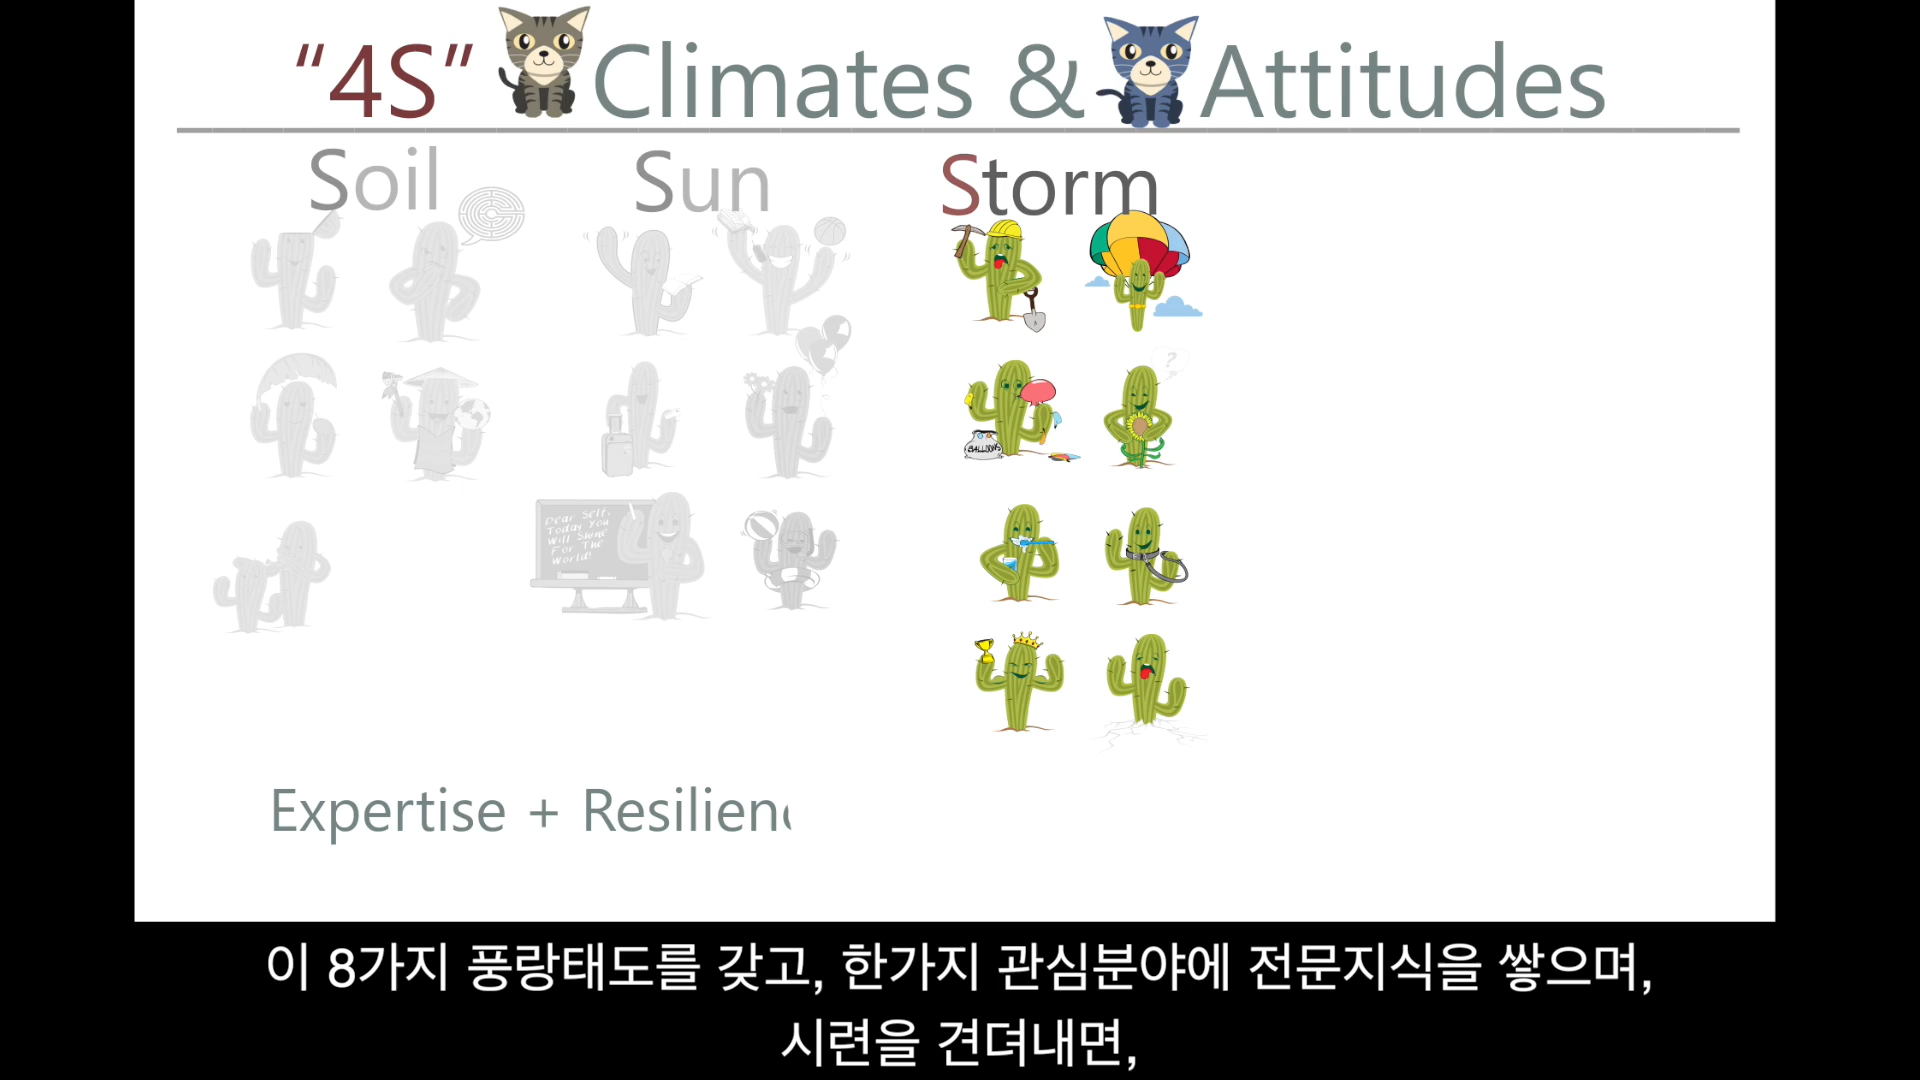 “4S” Climates & Attitudes
Soil Sun Storm
Dear Self,
Today You
Will Shine
For The
World!
BALLOONS
?
Expertise + Resilienc
이 8가지 풍랑태도를 갖고, 한가지 관심분야에 전문지식을 쌓으며,
시련을 견뎌내면,